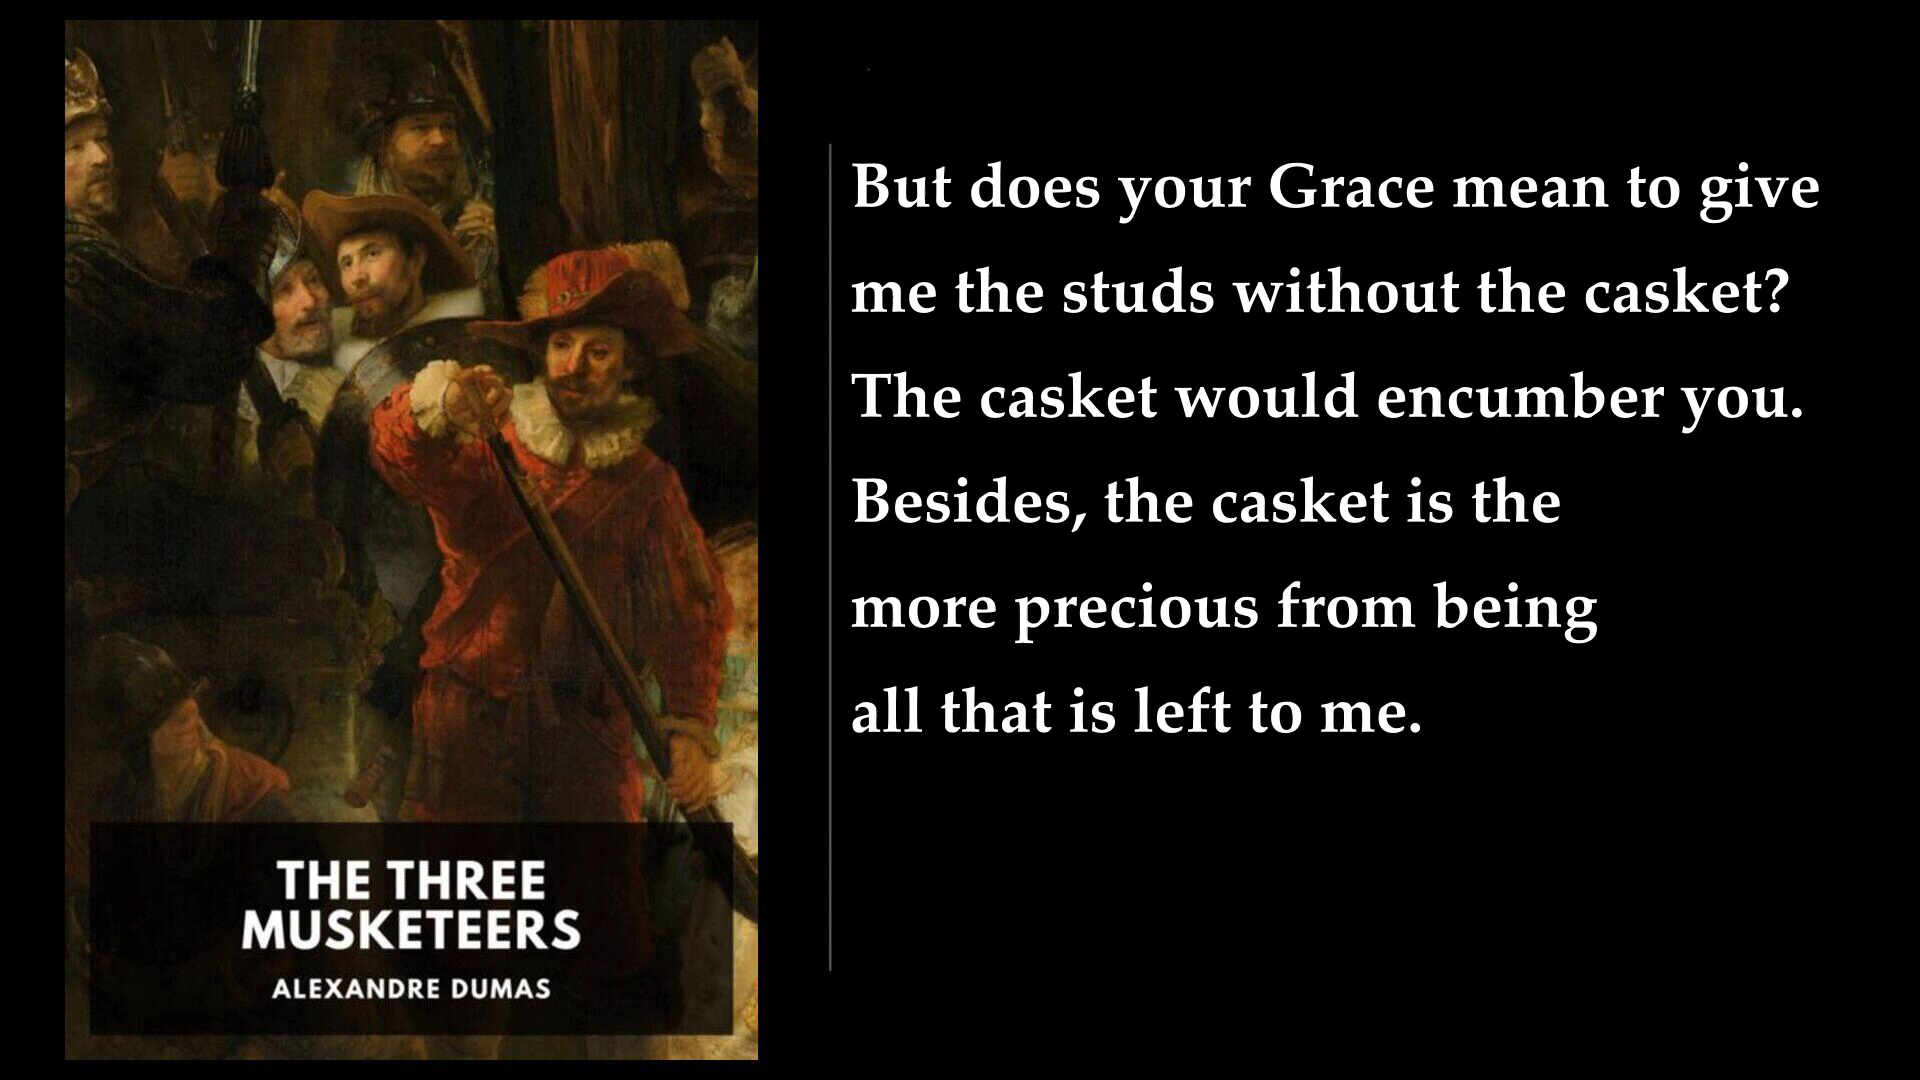 But does your Grace mean to give
me the studs without the casket?
The casket would encumber you.
Besides, the casket is the
more precious from being
all that is left to me.
THE THREE
MUSKETEERS
ALEXANDRE DUMAS